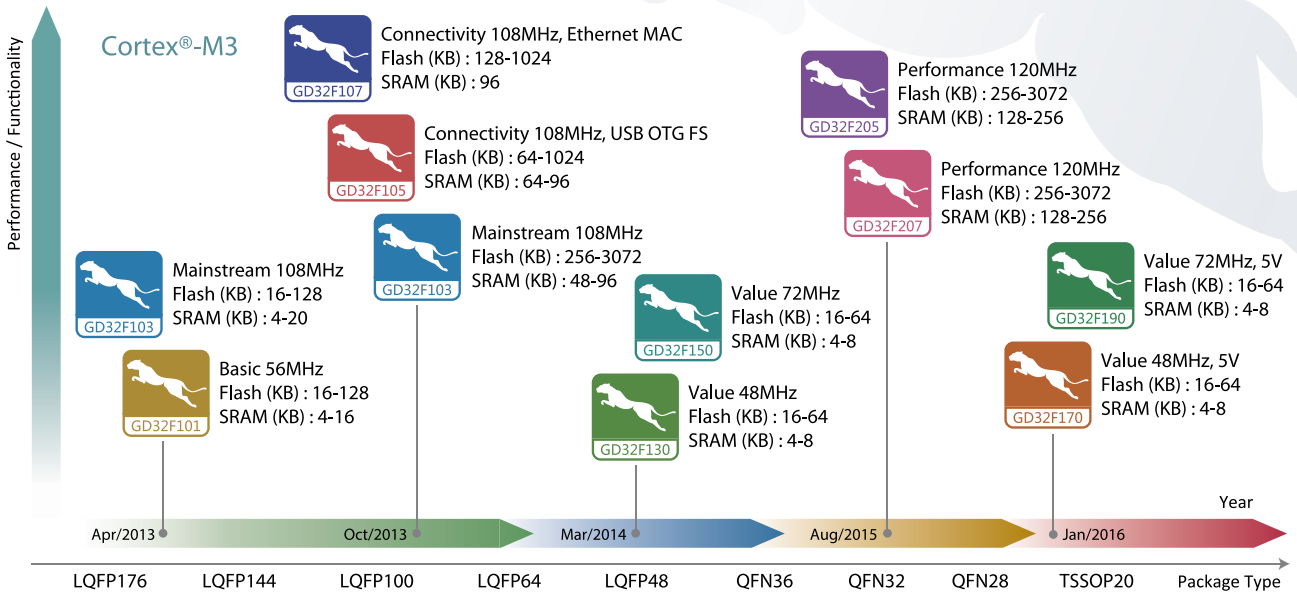 Performance / Functionality
Cortex®-M3
GD32F107
Connectivity 108MHz, Ethernet MAC
Flash (KB) : 128-1024
SRAM (KB) : 96
GD32F105
Connectivity 108MHz, USB OTG FS
Flash (KB) : 64-1024
SRAM (KB) : 64-96
GD32F103
Mainstream 108MHz
Flash (KB) : 256-3072
SRAM (KB) : 48-96
GD32F103
Mainstream 108MHz
Flash (KB) : 16-128
SRAM (KB) : 4-20
GD32F101
Basic 56MHz
Flash (KB) : 16-128
SRAM (KB) : 4-16
GD32F150
Value 72MHz
Flash (KB) : 16-64
SRAM (KB) : 4-8
GD32F130
Value 48MHz
Flash (KB) : 16-64
SRAM (KB) : 4-8
GD32F205
Performance 120MHz
Flash (KB) : 256-3072
SRAM (KB) : 128-256
GD32F207
Performance 120MHz
Flash (KB) : 256-3072
SRAM (KB) : 128-256
GD32F190
Value 72MHz, 5V
Flash (KB) : 16-64
SRAM (KB) : 4-8
GD32F170
Value 48MHz, 5V
Flash (KB) : 16-64
SRAM (KB) : 4-8
Year
Apr/2013 Oct/2013 Mar/2014 Aug/2015 Jan/2016
LQFP176 LQFP144 LQFP100 LQFP64 LQFP48 QFN36 QFN32 QFN28 TSSOP20 Package Type